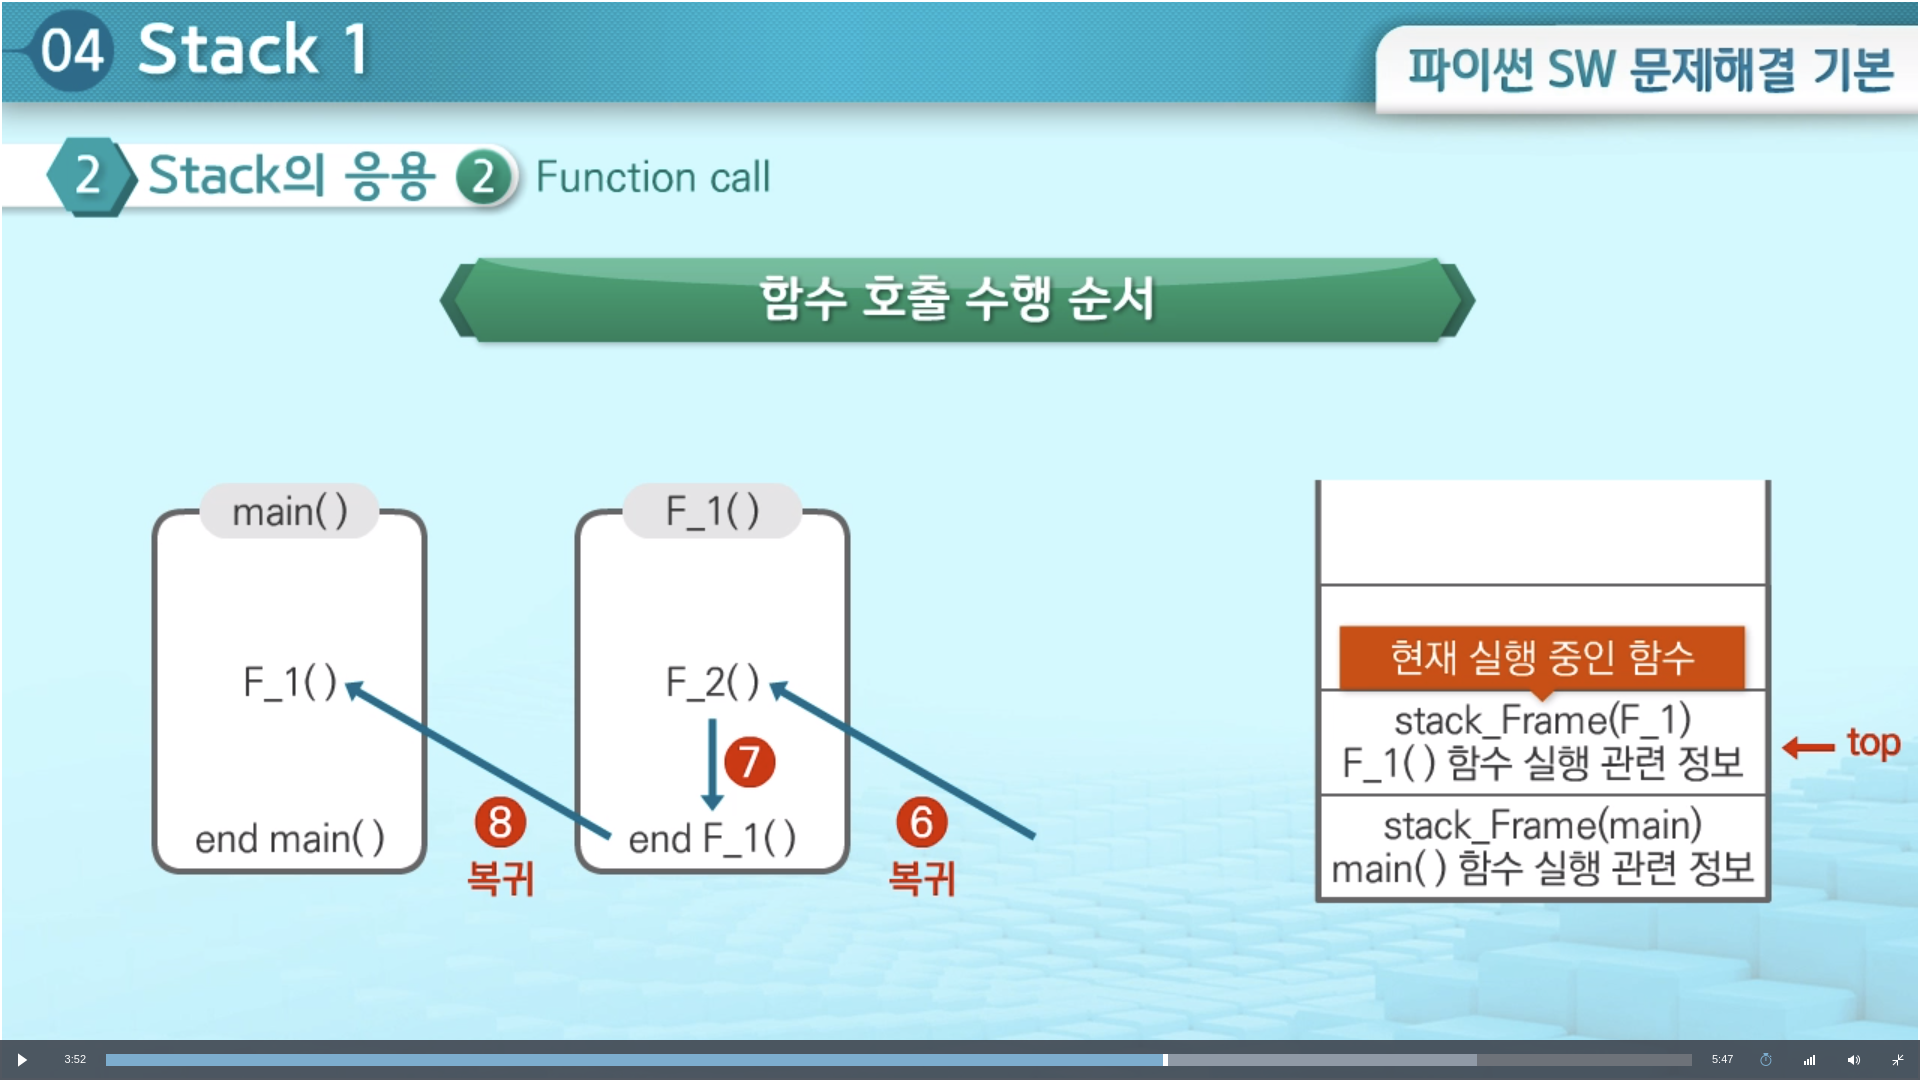 04 Stack 1
파이썬 SW 문제해결 기본
2 Stack의 응용 2 Function call
함수 호출 수행 순서
main( )
F_1( )
end main( )
8
복귀
F_1( )
F_2( )
7
end F_1( )
6
복귀
현재 실행 중인 함수
stack_Frame(F_1)
F_1( ) 함수 실행 관련 정보
top
stack_Frame(main)
main( ) 함수 실행 관련 정보
3:52
5:47